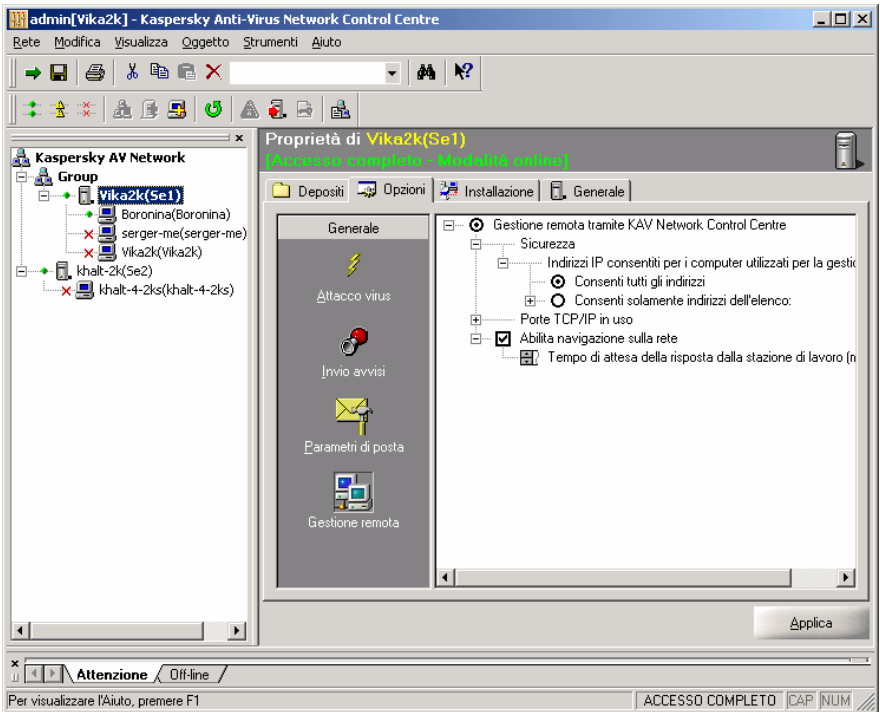 admin[Vika2k] - Kaspersky Anti-Virus Network Control Centre
Rete Modifica Visualizza Oggetto Strumenti Aiuto
Kaspersky AV Network
Group
Vika2k(Se1)
Boronina(Boronina)
serger-me(serger-me)
Vika2k(Vika2k)
khalt-2k(Se2)
khalt-4-2ks(khalt-4-2ks)
Proprietà di Vika2k(Se1)
[Accesso completo - Modalità online]
Depositi Opzioni Installazione Generale
Generale
Attacco virus
Invio avvisi
Parametri di posta
Gestione remota
Gestione remota tramite KAV Network Control Centre
Sicurezza
Indirizzi IP consentiti per i computer utilizzati per la gestio
Consenti tutti gli indirizzi
Consenti solamente indirizzi dell'elenco:
Porte TCP/IP in uso
Abilita navigazione sulla rete
Tempo di attesa della risposta dalla stazione di lavoro (n
Applica
Attenzione Off-line
Per visualizzare l'Aiuto, premere F1
ACCESSO COMPLETO CAP NUM